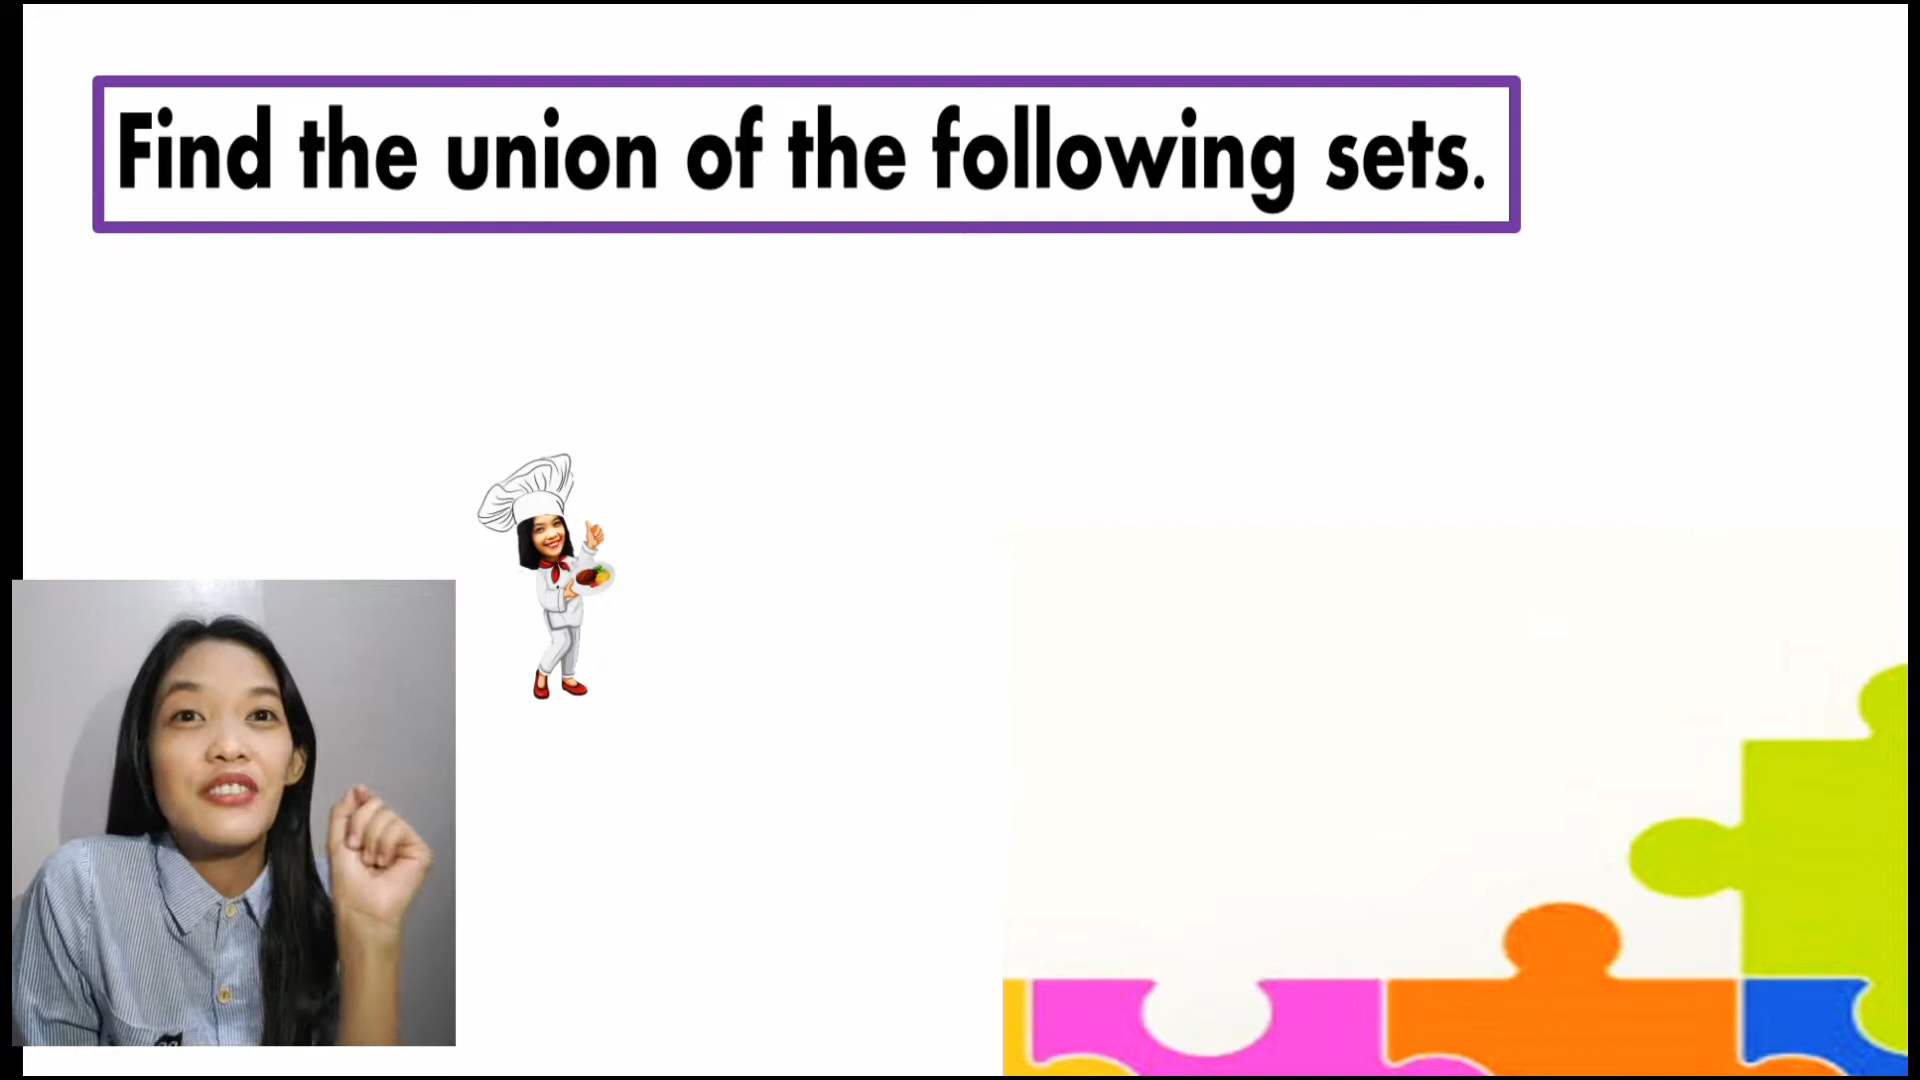 Find the union of the following sets.